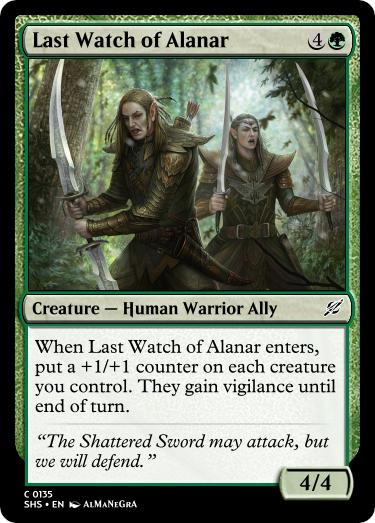 Last Watch of Alanar 4
Creature — Human Warrior Ally
When Last Watch of Alanar enters,
put a +1/+1 counter on each creature
you control. They gain vigilance until
end of turn.
“The Shattered Sword may attack, but
we will defend.”
4/4
C 0135
SHS • EN ALMANEGRA